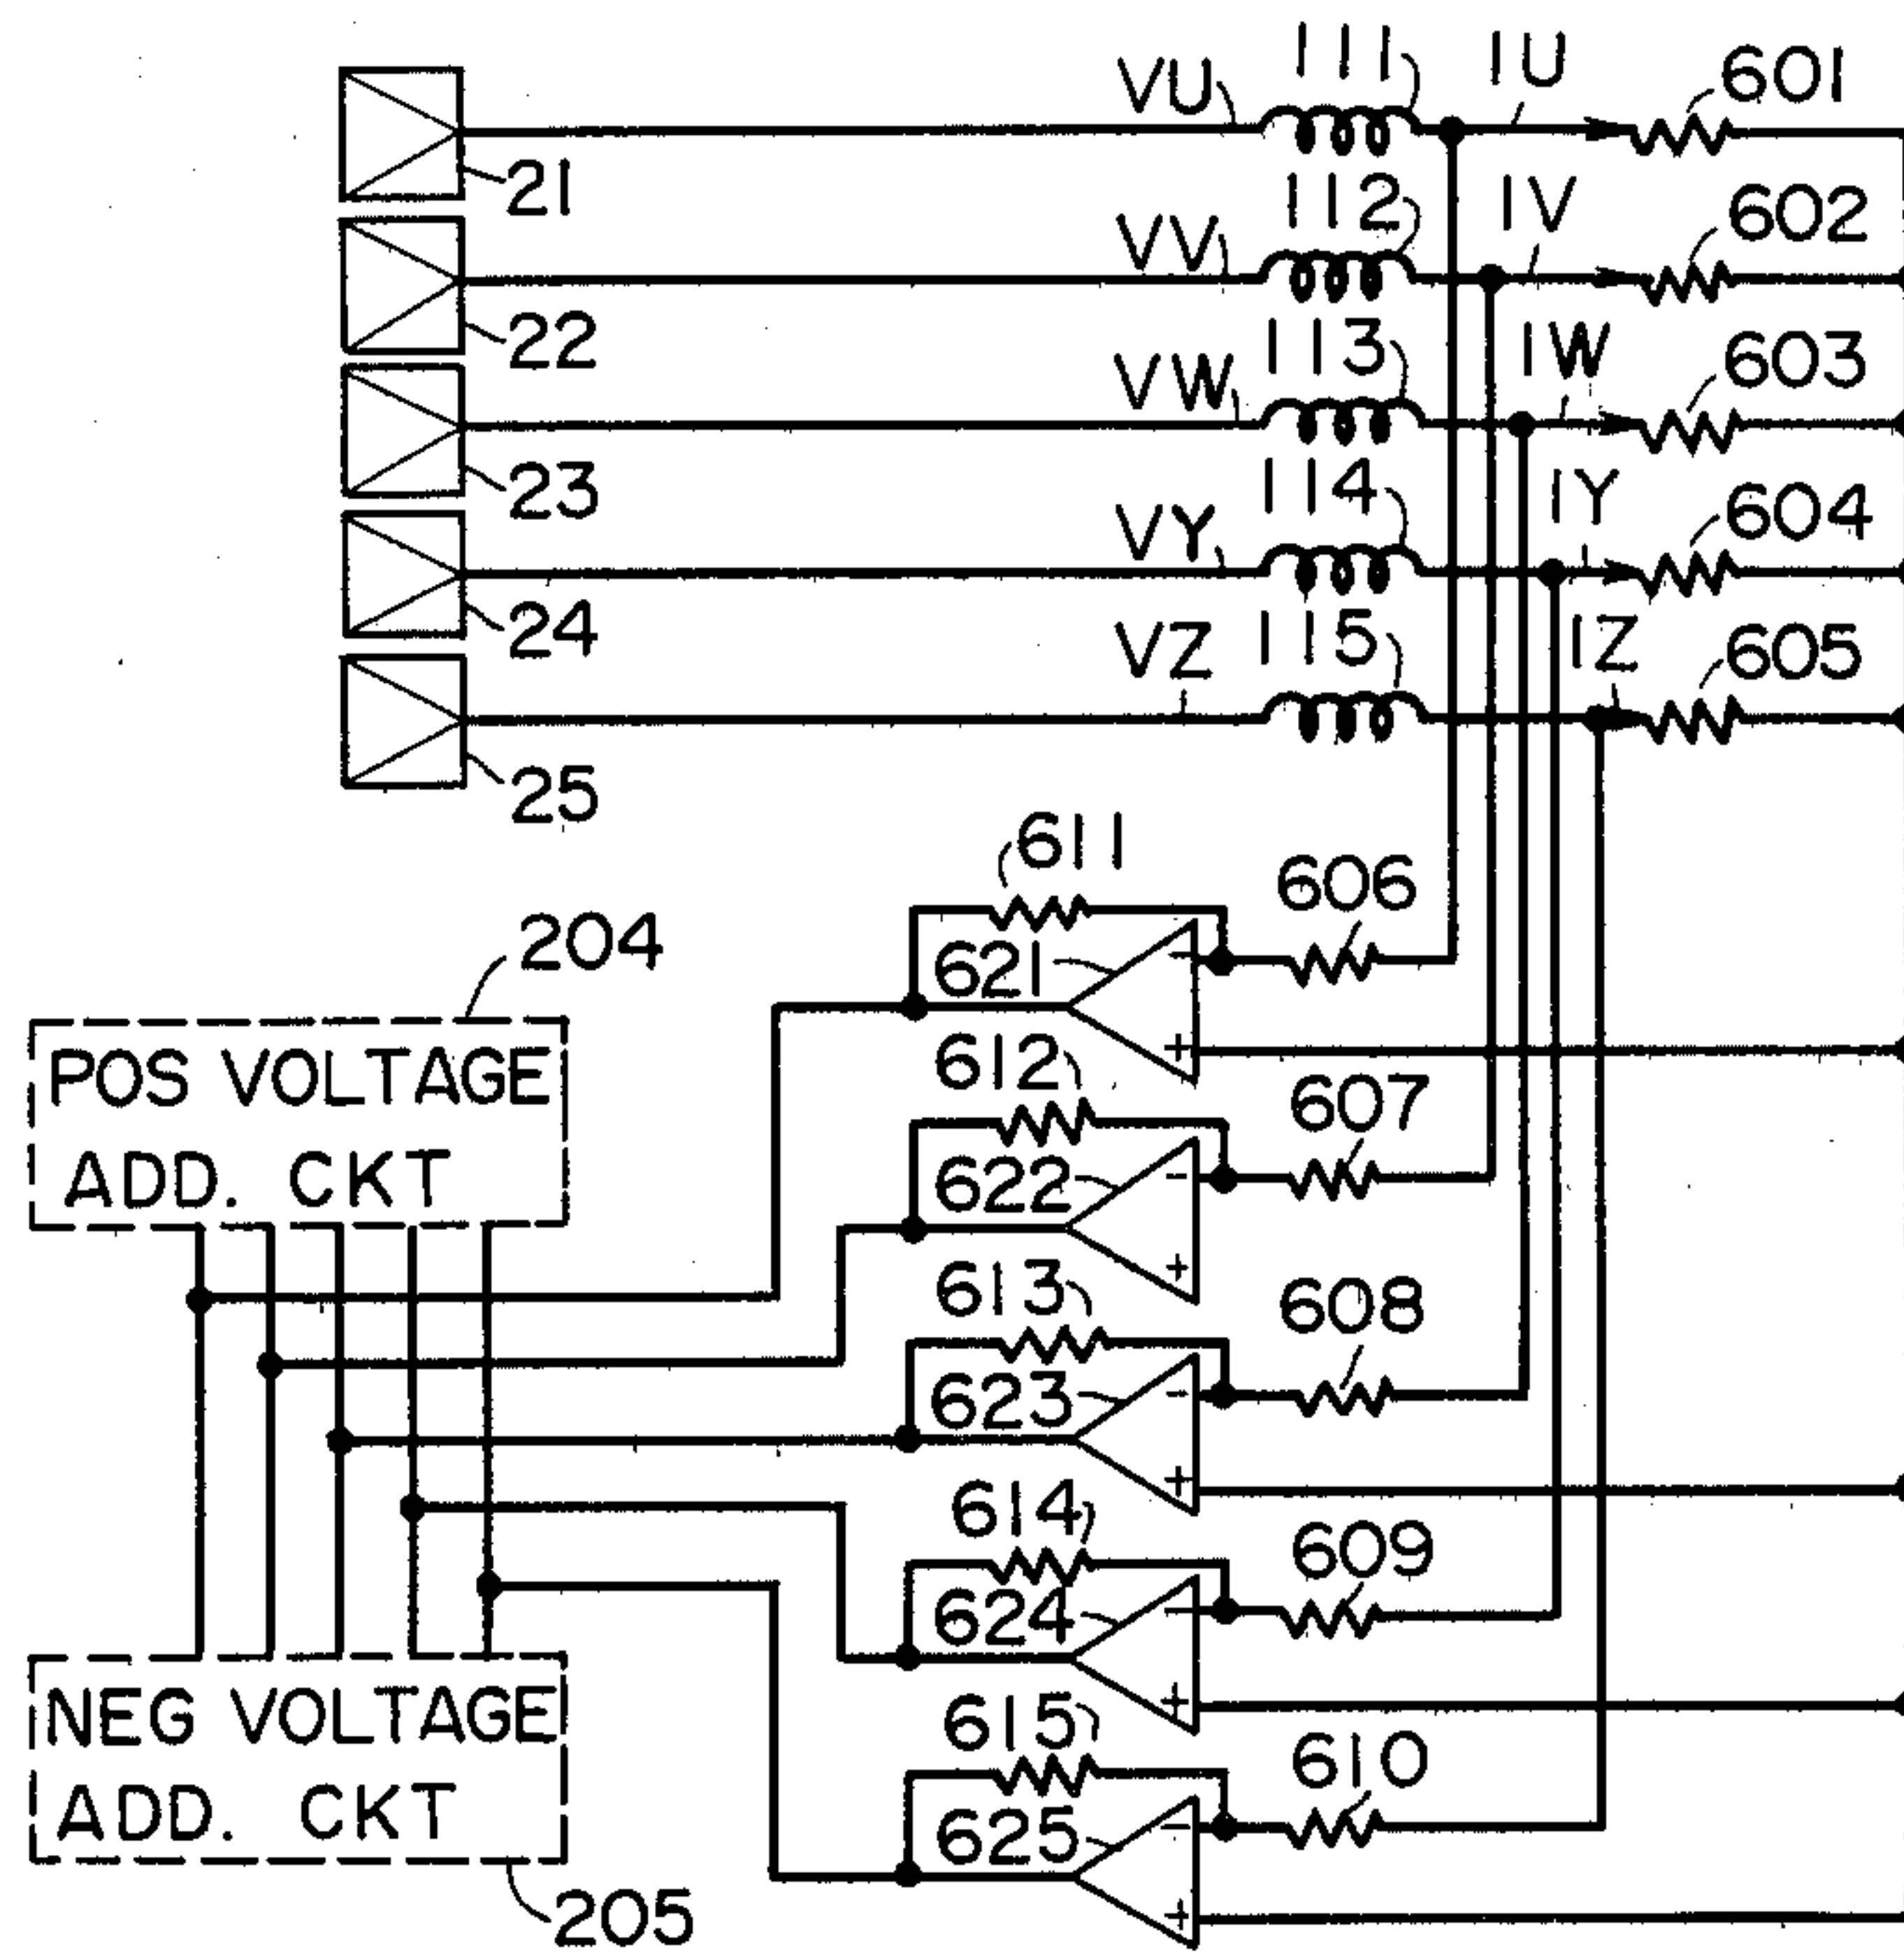 VU 111 IU 601
21
VV 112 IV 602
22
VW 113 IW 603
23
VY 114 IY 604
24
VZ 115 IZ 605
25
611 606
204 621 - +
POS VOLTAGE
ADD. CKT
612 607
622 - +
613 608
623 - +
614 609
624 - +
NEG VOLTAGE
ADD. CKT
615 610
625 - +
205